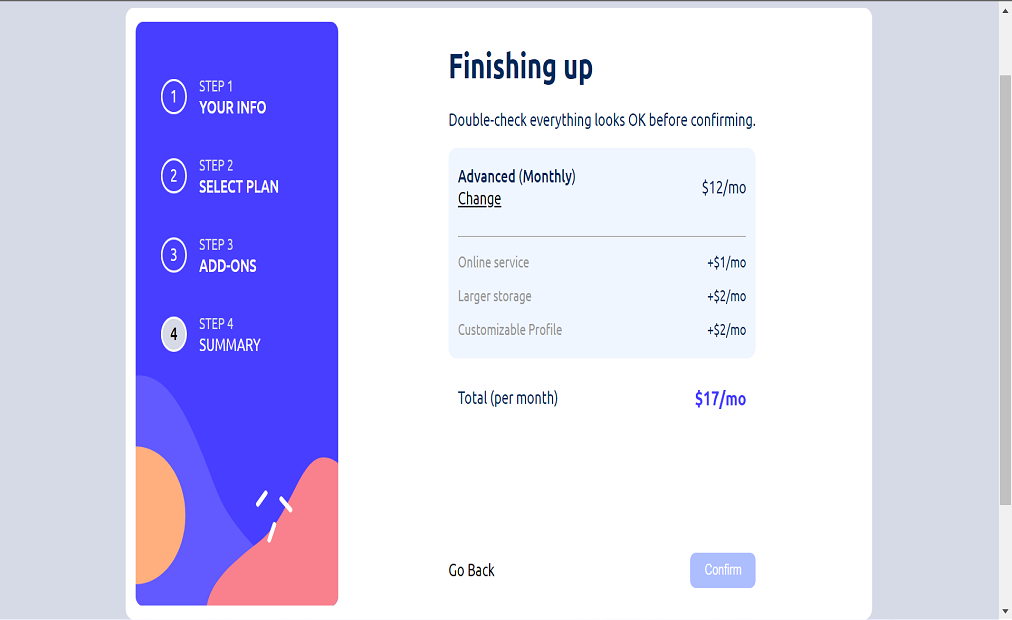 1
STEP 1
YOUR INFO
2
STEP 2
SELECT PLAN
3
STEP 3
ADD-ONS
4
STEP 4
SUMMARY
Finishing up
Double-check everything looks OK before confirming.
Advanced (Monthly)
Change
$12/mo
Online service +$1/mo
Larger storage +$2/mo
Customizable Profile +$2/mo
Total (per month) $17/mo
Go Back
Confirm